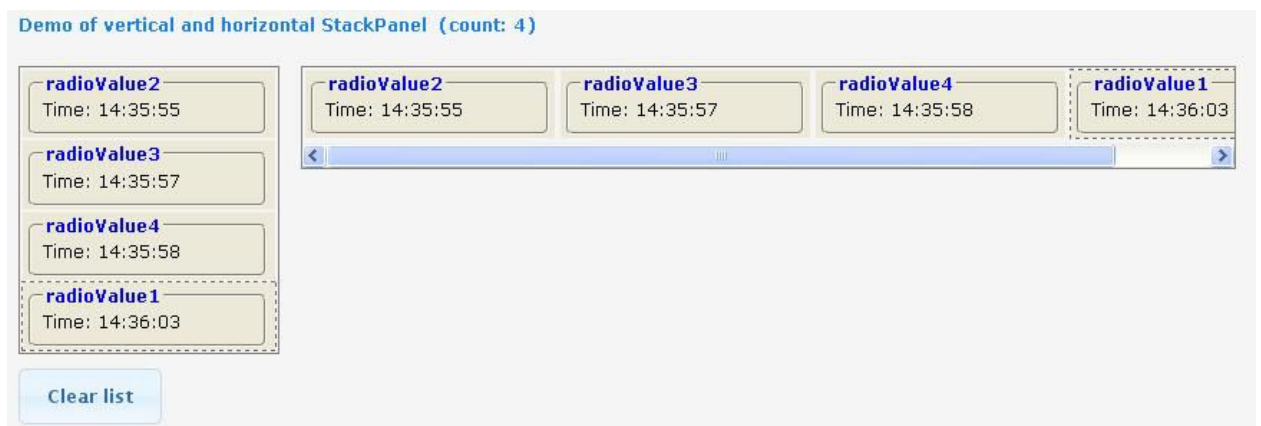 Demo of vertical and horizontal StackPanel (count: 4)
radioValue2
Time: 14:35:55
radioValue3
Time: 14:35:57
radioValue4
Time: 14:35:58
radioValue1
Time: 14:36:03
radioValue2
Time: 14:35:55
radioValue3
Time: 14:35:57
radioValue4
Time: 14:35:58
radioValue1
Time: 14:36:03
Clear list